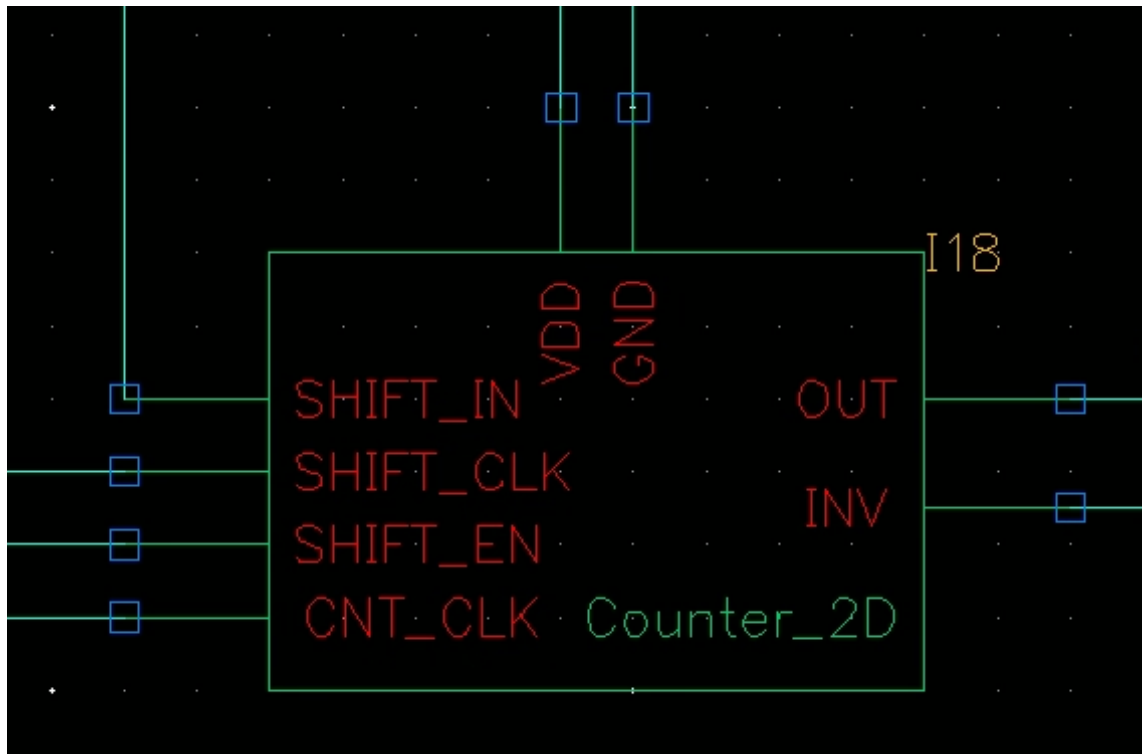 I18
VDD
GND
SHIFT_IN
OUT
SHIFT_CLK
INV
SHIFT_EN
CNT_CLK
Counter_2D